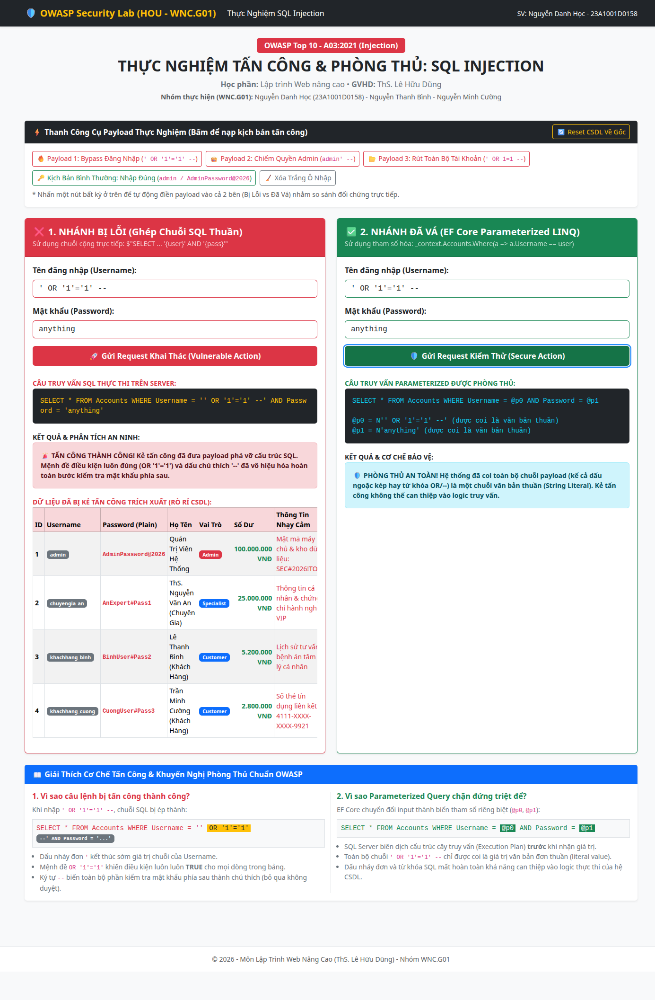 OWASP Security Lab (HOU - WNC.G01)
Thực Nghiệm SQL Injection
SV: Nguyễn Danh Học - 23A1001D0158
OWASP Top 10 - A03:2021 (Injection)
THỰC NGHIỆM TẤN CÔNG & PHÒNG THỦ: SQL INJECTION
Học phần: Lập trình Web nâng cao • GVHD: ThS. Lê Hữu Dũng
Nhóm thực hiện (WNC.G01): Nguyễn Danh Học (23A1001D0158) - Nguyễn Thanh Bình - Nguyễn Minh Cường
Thanh Công Cụ Payload Thực Nghiệm (Bấm để nạp kịch bản tấn công)
Reset CSDL Về Gốc
Payload 1: Bypass Đăng Nhập (' OR '1'='1' --)
Payload 2: Chiếm Quyền Admin (admin' --)
Payload 3: Rút Toàn Bộ Tài Khoản (' OR 1=1 --)
Kịch Bản Bình Thường: Nhập Đúng (admin / AdminPassword@2026)
Xóa Trắng Ô Nhập
* Nhấn một nút bất kỳ ở trên để tự động điền payload vào cả 2 bên (Bị Lỗi vs Đã Vá) nhằm so sánh đối chứng trực tiếp.
1. NHÁNH BỊ LỖI (Ghép Chuỗi SQL Thuần)
Sử dụng chuỗi cộng trực tiếp: $"SELECT ... '{user}' AND '{pass}'"
Tên đăng nhập (Username):
' OR '1'='1' --
Mật khẩu (Password):
anything
Gửi Request Khai Thác (Vulnerable Action)
CÂU TRUY VẤN SQL THỰC THI TRÊN SERVER:
SELECT * FROM Accounts WHERE Username = '' OR '1'='1' --' AND Passw
ord = 'anything'
KẾT QUẢ & PHÂN TÍCH AN NINH:
TẤN CÔNG THÀNH CÔNG! Kẻ tấn công đã đưa payload phá vỡ cấu trúc SQL.
Mệnh đề điều kiện luôn đúng (OR '1'='1') và dấu chú thích '--' đã vô hiệu hóa hoàn
toàn bước kiểm tra mật khẩu phía sau.
DỮ LIỆU ĐÃ BỊ KẺ TẤN CÔNG TRÍCH XUẤT (RÒ RỈ CSDL):
ID Username Password (Plain) Họ Tên Vai Trò Số Dư Thông Tin
Nhạy Cảm
1 admin AdminPassword@2026 Quản
Trị Viên
Hệ
Thống Admin 100.000.000
VNĐ Mật mã máy
chủ & kho dữ
liệu:
SEC#2026!TO
2 chuyengia_an AnExpert#Pass1 ThS.
Nguyễn
Văn An
(Chuyên
Gia) Specialist 25.000.000
VNĐ Thông tin cá
nhân & chứng
chỉ hành ngh
VIP
3 khachhang_binh BinhUser#Pass2 Lê
Thanh
Bình
(Khách
Hàng) Customer 5.200.000
VNĐ Lịch sử tư vấn
bệnh án tâm
lý cá nhân
4 khachhang_cuong CuongUser#Pass3 Trần
Minh
Cường
(Khách
Hàng) Customer 2.800.000
VNĐ Số thẻ tín
dụng liên kết
4111-XXXX-
XXXX-9921
2. NHÁNH ĐÃ VÁ (EF Core Parameterized LINQ)
Sử dụng tham số hóa: _context.Accounts.Where(a => a.Username == user)
Tên đăng nhập (Username):
' OR '1'='1' --
Mật khẩu (Password):
anything
Gửi Request Kiểm Thử (Secure Action)
CÂU TRUY VẤN PARAMETERIZED ĐƯỢC PHÒNG THỦ:
SELECT * FROM Accounts WHERE Username = @p0 AND Password = @p1
@p0 = N'' OR '1'='1' --' (được coi là văn bản thuần)
@p1 = N'anything' (được coi là văn bản thuần)
KẾT QUẢ & CƠ CHẾ BẢO VỆ:
PHÒNG THỦ AN TOÀN! Hệ thống đã coi toàn bộ chuỗi payload (kể cả dấu
ngoặc kép hay từ khóa OR/--) là một chuỗi văn bản thuần (String Literal). Kẻ tấn
công không thể can thiệp vào logic truy vấn.
Giải Thích Cơ Chế Tấn Công & Khuyến Nghị Phòng Thủ Chuẩn OWASP
1. Vì sao câu lệnh bị tấn công thành công?
Khi nhập ' OR '1'='1' --, chuỗi SQL bị ép thành:
SELECT * FROM Accounts WHERE Username = '' OR '1'='1'
--' AND Password = '...'
• Dấu nháy đơn ' kết thúc sớm giá trị chuỗi của Username.
• Mệnh đề OR '1'='1' khiến điều kiện luôn luôn TRUE cho mọi dòng trong bảng.
• Ký tự -- biến toàn bộ phần kiểm tra mật khẩu phía sau thành chú thích (bỏ qua không
duyệt).
2. Vì sao Parameterized Query chặn đứng triệt để?
EF Core chuyển đổi input thành biến tham số riêng biệt (@p0, @p1):
SELECT * FROM Accounts WHERE Username = @p0 AND Password = @p1
• SQL Server biên dịch cấu trúc cây truy vấn (Execution Plan) trước khi nhận giá trị.
• Toàn bộ chuỗi ' OR '1'='1' -- chỉ được coi là giá trị văn bản đơn thuần (literal value).
• Dấu nháy đơn và từ khóa SQL mất hoàn toàn khả năng can thiệp vào logic thực thi của hệ
CSDL.
© 2026 - Môn Lập Trình Web Nâng Cao (ThS. Lê Hữu Dũng) - Nhóm WNC.G01